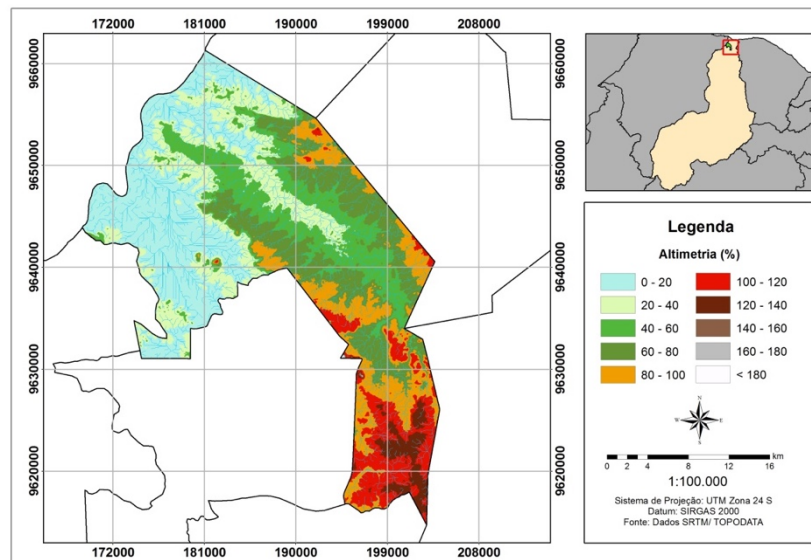 172000 181000 190000 199000 208000
9660000 9660000
9650000 9650000
9640000 9640000
9630000 9630000
9620000 9620000
172000 181000 190000 199000 208000
Legenda
Altimetria (%)
0 - 20 100 - 120
20 - 40 120 - 140
40 - 60 140 - 160
60 - 80 160 - 180
80 - 100 < 180
N
W E
S
0 2 4 8 12 16 km
1:100.000
Sistema de Projeção: UTM Zona 24 S
Datum: SIRGAS 2000
Fonte: Dados SRTM/ TOPODATA